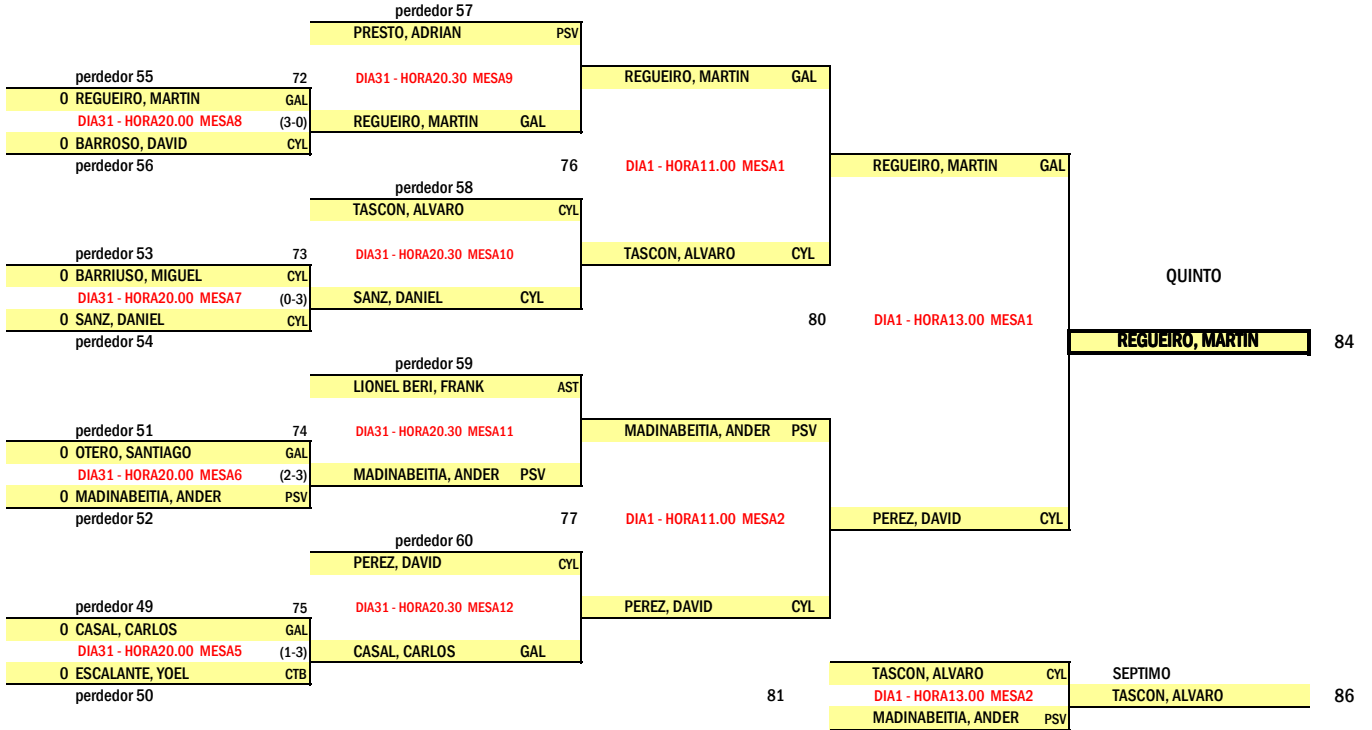 perdedor 57
PRESTO, ADRIAN PSV
perdedor 55 72 DIA31 - HORA20.30 MESA9 REGUEIRO, MARTIN GAL
0 REGUEIRO, MARTIN GAL
DIA31 - HORA20.00 MESA8 (3-0) REGUEIRO, MARTIN GAL
0 BARROSO, DAVID CYL
perdedor 56 76 DIA1 - HORA11.00 MESA1 REGUEIRO, MARTIN GAL
perdedor 58
TASCON, ALVARO CYL
perdedor 53 73 DIA31 - HORA20.30 MESA10 TASCON, ALVARO CYL
0 BARRIUSO, MIGUEL CYL QUINTO
DIA31 - HORA20.00 MESA7 (0-3) SANZ, DANIEL CYL
0 SANZ, DANIEL CYL 80 DIA1 - HORA13.00 MESA1
perdedor 54 REGUEIRO, MARTIN 84
perdedor 59
LIONEL BERI, FRANK AST
perdedor 51 74 DIA31 - HORA20.30 MESA11 MADINABEITIA, ANDER PSV
0 OTERO, SANTIAGO GAL
DIA31 - HORA20.00 MESA6 (2-3) MADINABEITIA, ANDER PSV
0 MADINABEITIA, ANDER PSV
perdedor 52 77 DIA1 - HORA11.00 MESA2 PEREZ, DAVID CYL
perdedor 60
PEREZ, DAVID CYL
perdedor 49 75 DIA31 - HORA20.30 MESA12 PEREZ, DAVID CYL
0 CASAL, CARLOS GAL
DIA31 - HORA20.00 MESA5 (1-3) CASAL, CARLOS GAL
0 ESCALANTE, YOEL CTB TASCON, ALVARO CYL SEPTIMO
perdedor 50 81 DIA1 - HORA13.00 MESA2 TASCON, ALVARO 86
MADINABEITIA, ANDER PSV